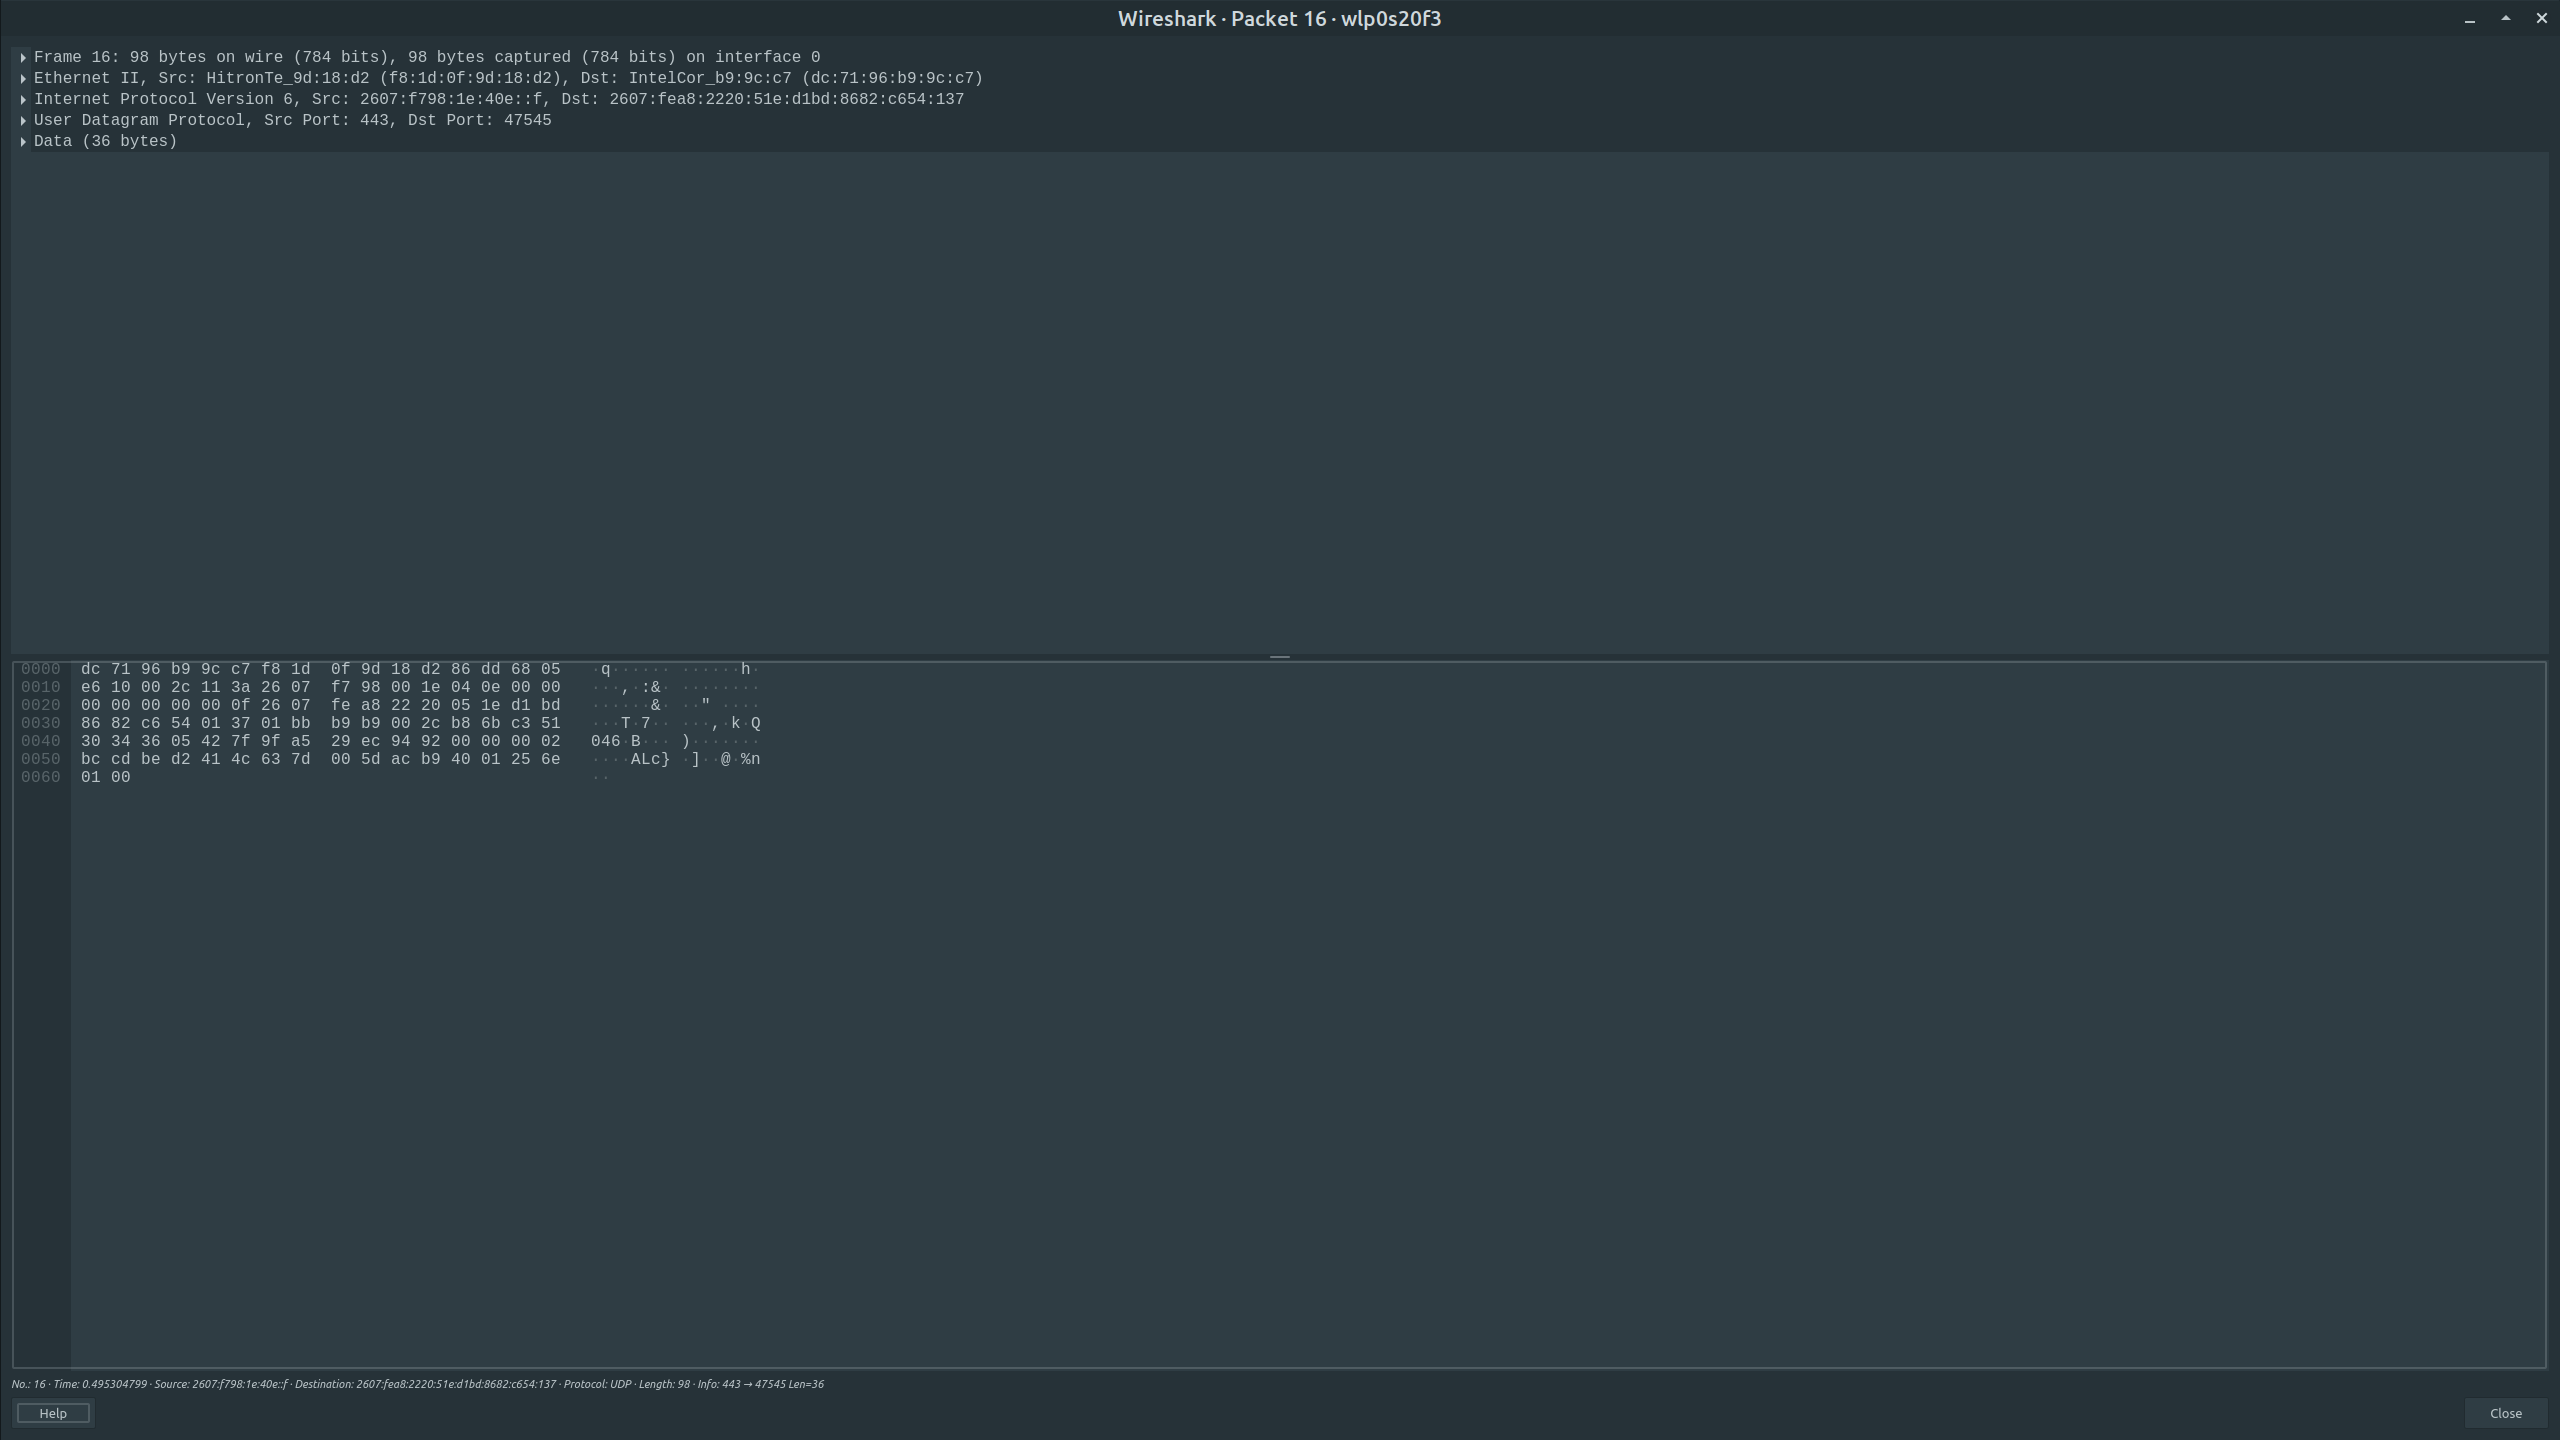 Wireshark · Packet 16 · wlp0s20f3
Frame 16: 98 bytes on wire (784 bits), 98 bytes captured (784 bits) on interface 0
Ethernet II, Src: HitronTe_9d:18:d2 (f8:1d:0f:9d:18:d2), Dst: IntelCor_b9:9c:c7 (dc:71:96:b9:9c:c7)
Internet Protocol Version 6, Src: 2607:f798:1e:40e::f, Dst: 2607:fea8:2220:51e:d1bd:8682:c654:137
User Datagram Protocol, Src Port: 443, Dst Port: 47545
Data (36 bytes)
0000 dc 71 96 b9 9c c7 f8 1d 0f 9d 18 d2 86 dd 68 05 ·q······ ······h·
0010 e6 10 00 2c 11 3a 26 07 f7 98 00 1e 04 0e 00 00 ···,·:&· ········
0020 00 00 00 00 00 0f 26 07 fe a8 22 20 05 1e d1 bd ······&· ··" ····
0030 86 82 c6 54 01 37 01 bb b9 b9 00 2c b8 6b c3 51 ···T·7·· ···,·k·Q
0040 30 34 36 05 42 7f 9f a5 29 ec 94 92 00 00 00 02 046·B··· )·······
0050 bc cd be d2 41 4c 63 7d 00 5d ac b9 40 01 25 6e ····ALc} ·]··@·%n
0060 01 00 ··
No.: 16 · Time: 0.495304799 · Source: 2607:f798:1e:40e::f · Destination: 2607:fea8:2220:51e:d1bd:8682:c654:137 · Protocol: UDP · Length: 98 · Info: 443 → 47545 Len=36
Help
Close